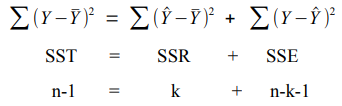 ∑(Y−Ȳ)² = ∑(Ŷ−Ȳ)² + ∑(Y−Ŷ)²
SST = SSR + SSE
n-1 = k + n-k-1